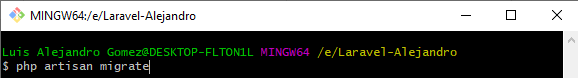 MINGW64:/e/Laravel-Alejandro
Luis Alejandro Gomez@DESKTOP-FLTON1L MINGW64 /e/Laravel-Alejandro
$ php artisan migrate